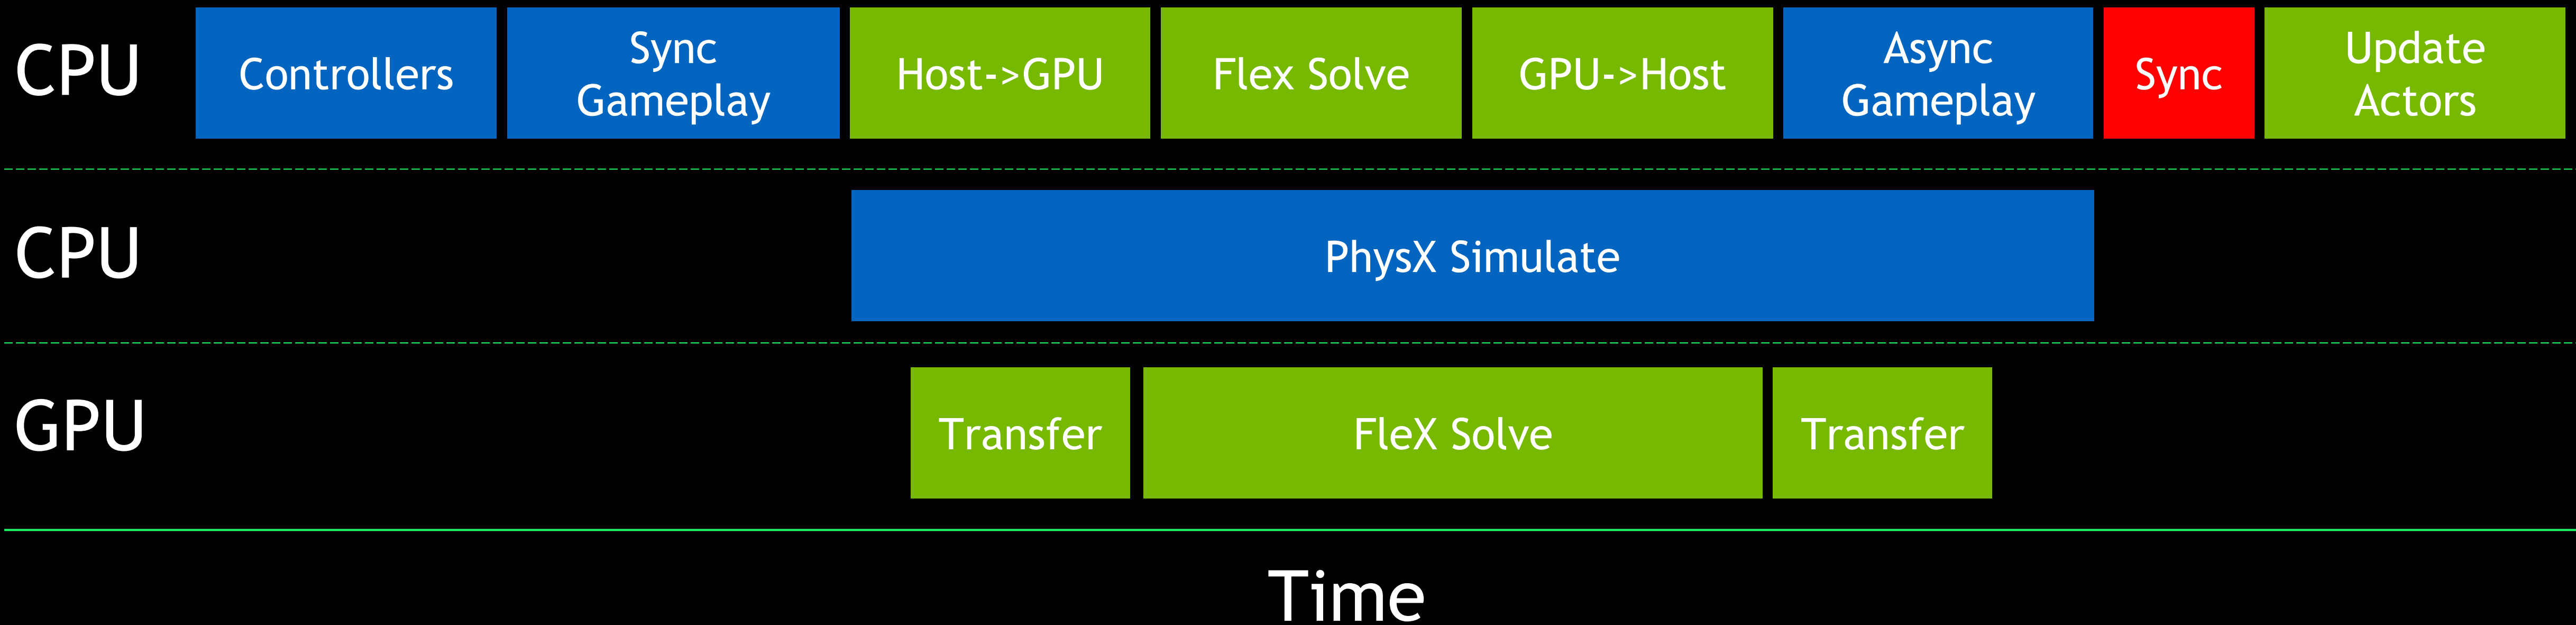 CPU
Controllers
Sync
Gameplay
Host->GPU
Flex Solve
GPU->Host
Async
Gameplay
Sync
Update
Actors
CPU
PhysX Simulate
GPU
Transfer
FleX Solve
Transfer
Time